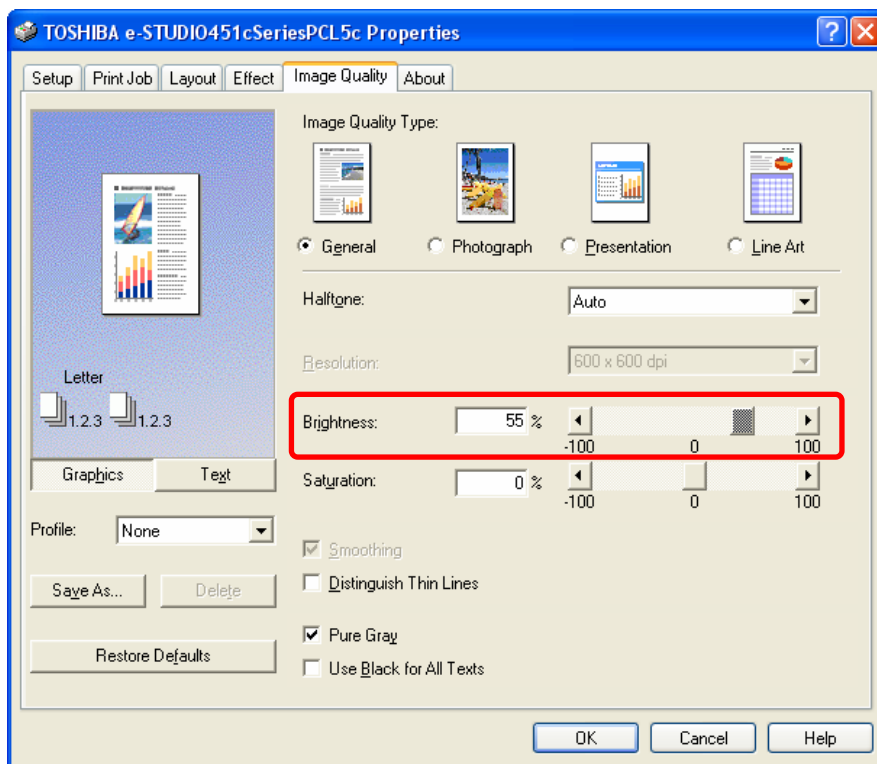 TOSHIBA e-STUDIO451cSeriesPCL5c Properties
Setup Print Job Layout Effect Image Quality About
Image Quality Type:
General Photograph Presentation Line Art
Halftone: Auto
Resolution: 600 x 600 dpi
Letter
1.2.3 1.2.3
Brightness: 55 %
-100 0 100
Graphics Text
Saturation: 0 %
-100 0 100
Profile: None
Smoothing
Save As... Delete
Distinguish Thin Lines
Pure Gray
Restore Defaults
Use Black for All Texts
OK Cancel Help